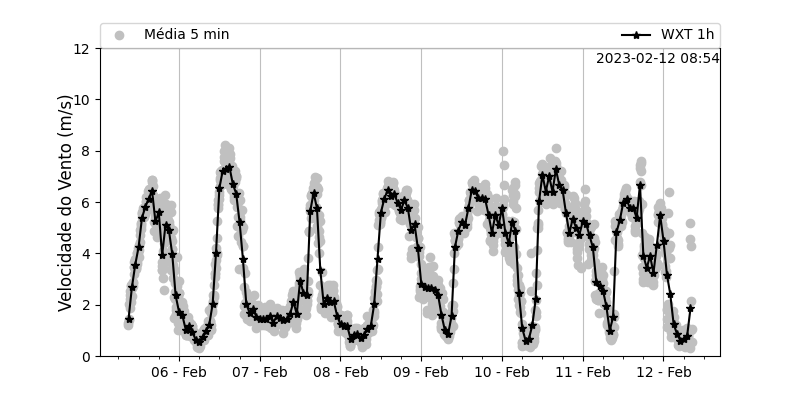 Média 5 min
WXT 1h
2023-02-12 08:54
Velocidade do Vento (m/s)
12
10
8
6
4
2
0
06 - Feb
07 - Feb
08 - Feb
09 - Feb
10 - Feb
11 - Feb
12 - Feb